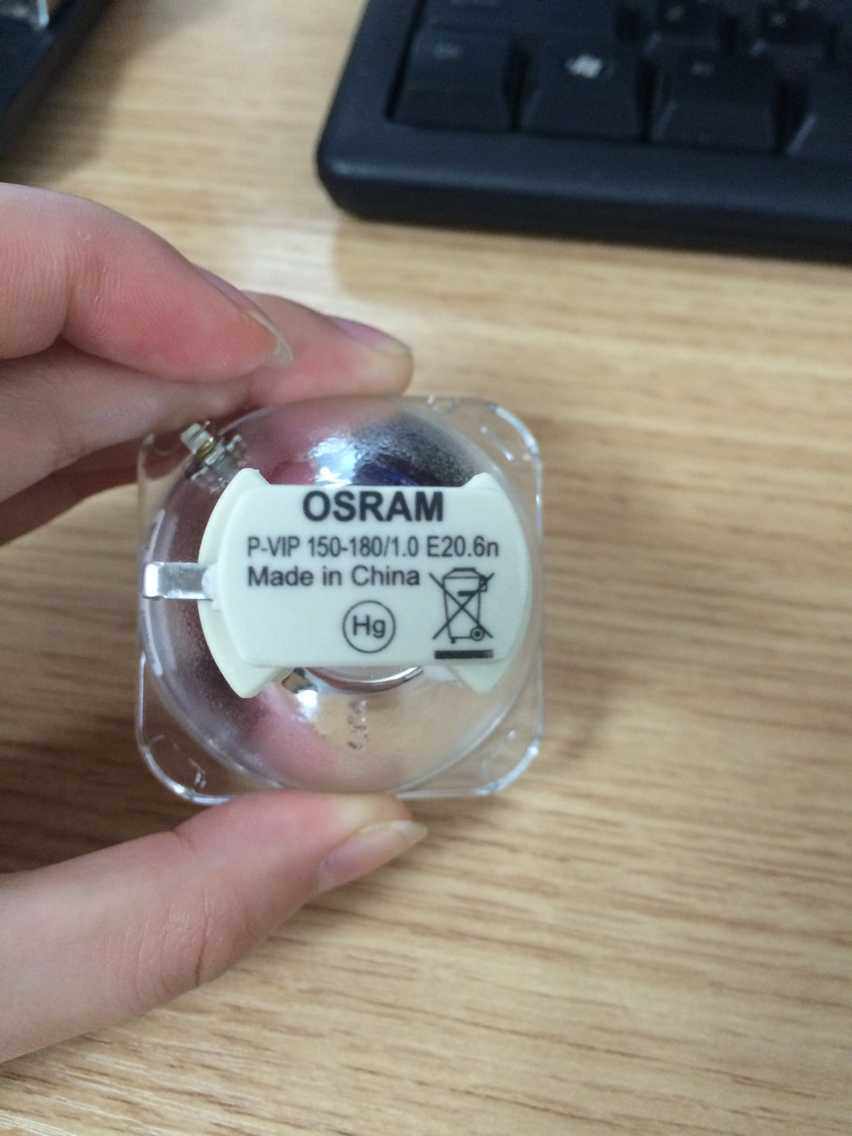 OSRAM
P-VIP 150-180/1.0 E20.6n
Made in China
Hg